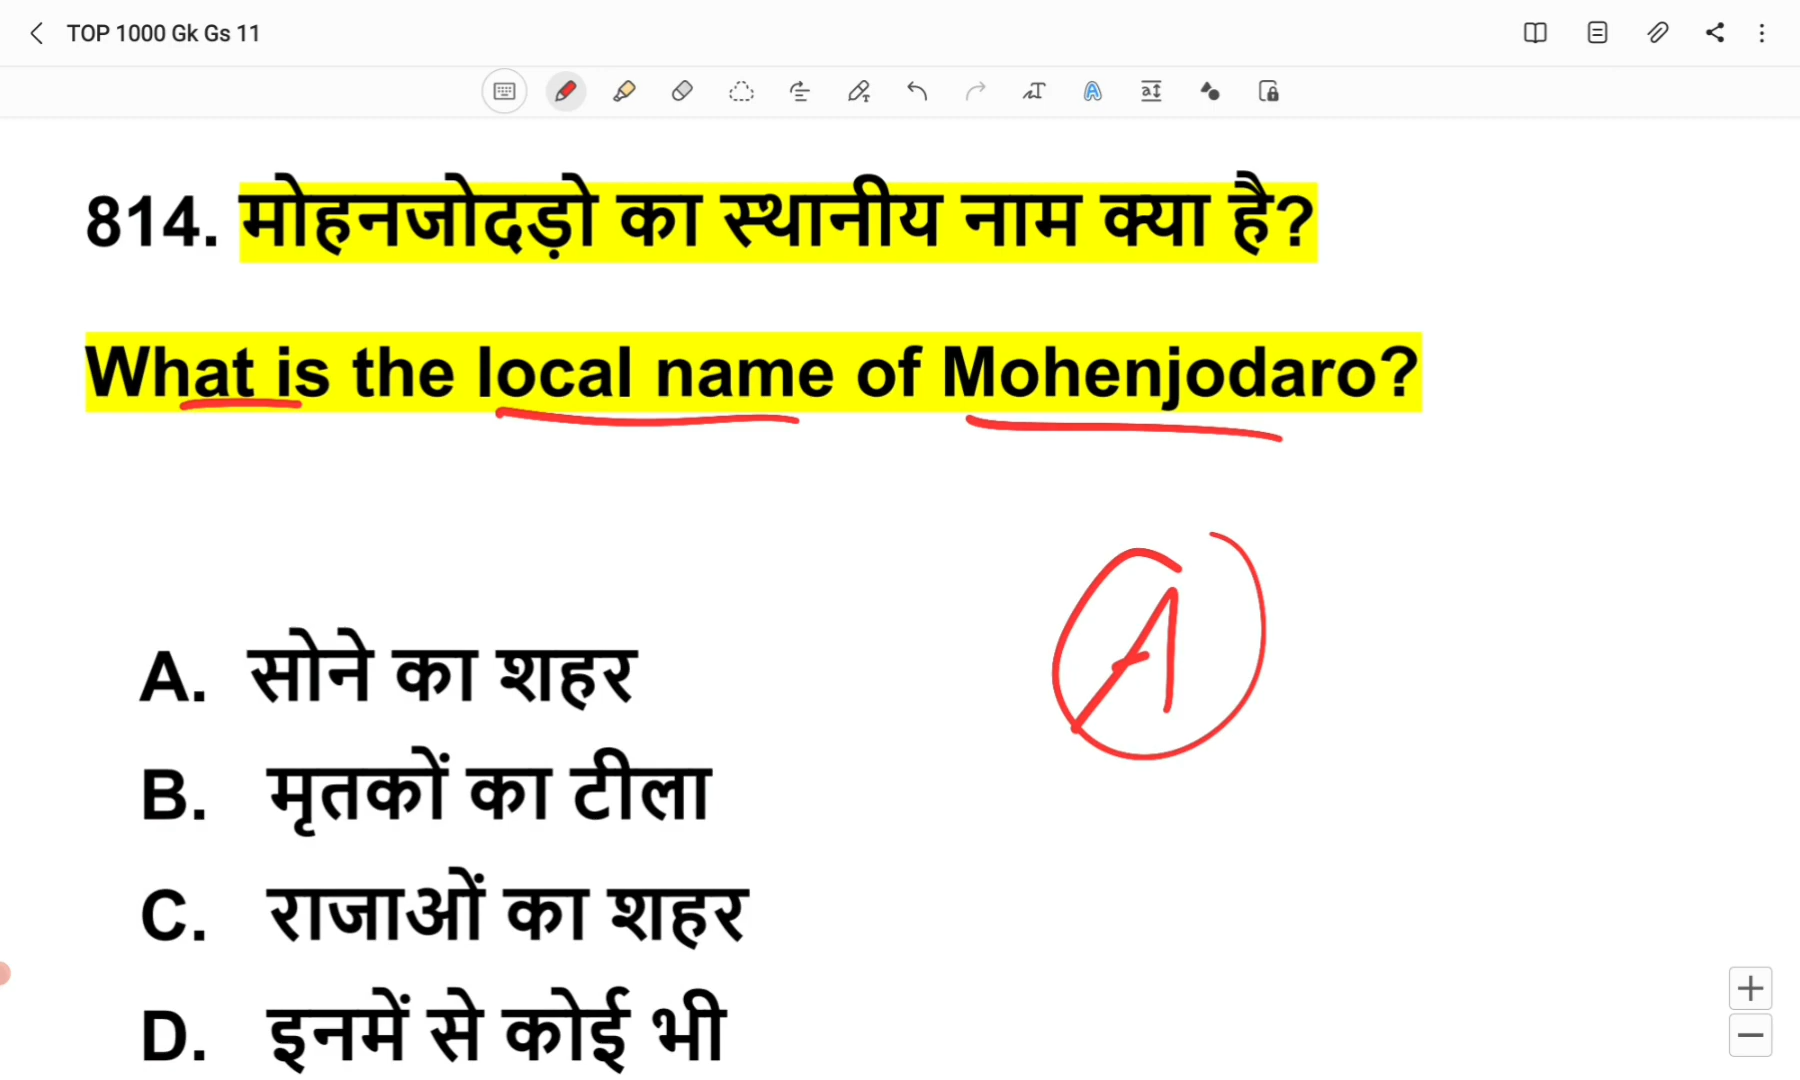 TOP 1000 Gk Gs 11
814. मोहनजोदड़ो का स्थानीय नाम क्या है?
What is the local name of Mohenjodaro?
A
A. सोने का शहर
B. मृतकों का टीला
C. राजाओं का शहर
D. इनमें से कोई भी